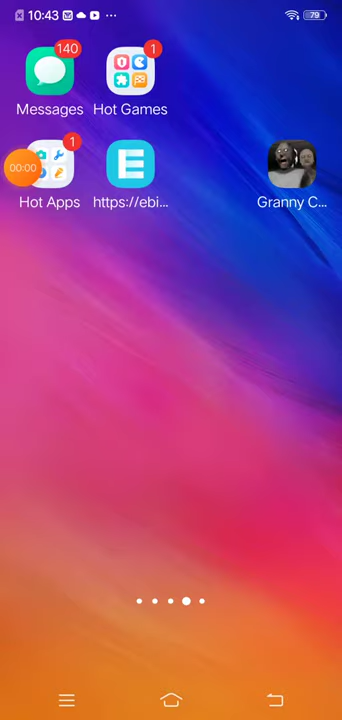 10:43
79
140
1
Messages
Hot Games
1
00:00
E
Hot Apps
https://ebi...
Granny C...